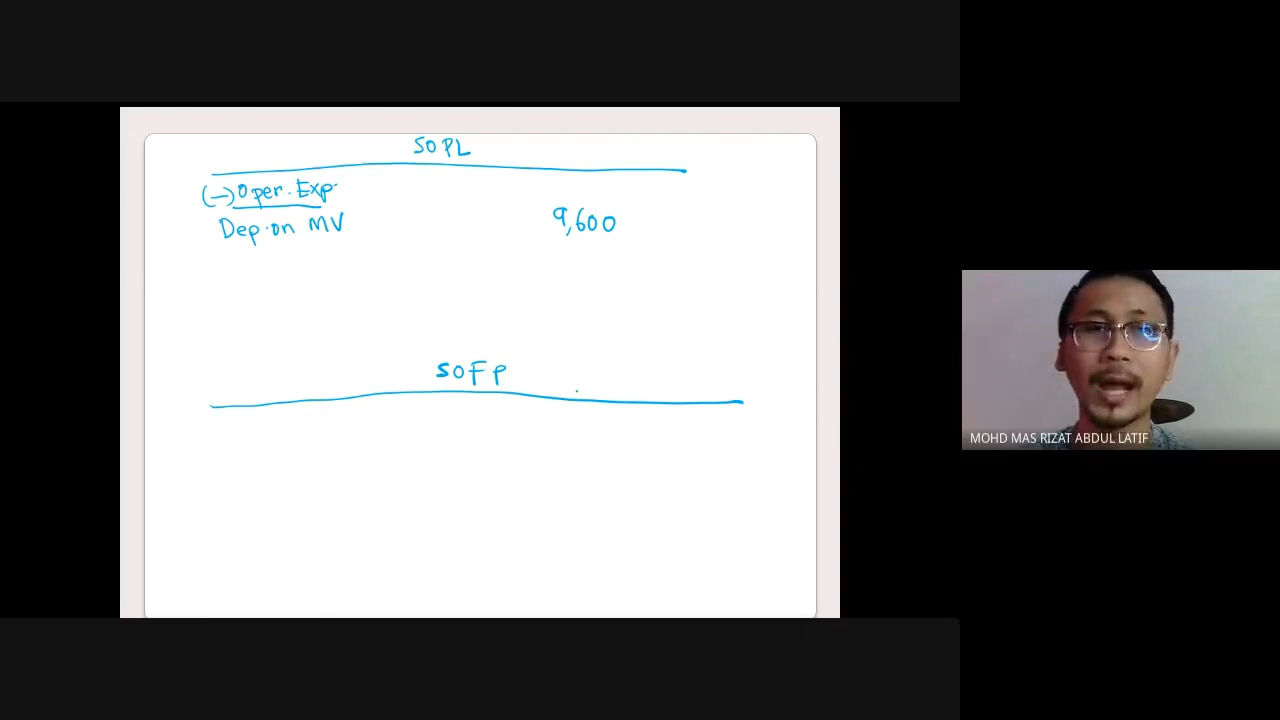 SOPL
(-) Oper. Exp.
Dep. on MV 9,600
SOFP
MOHD MAS RIZAT ABDUL LATIF